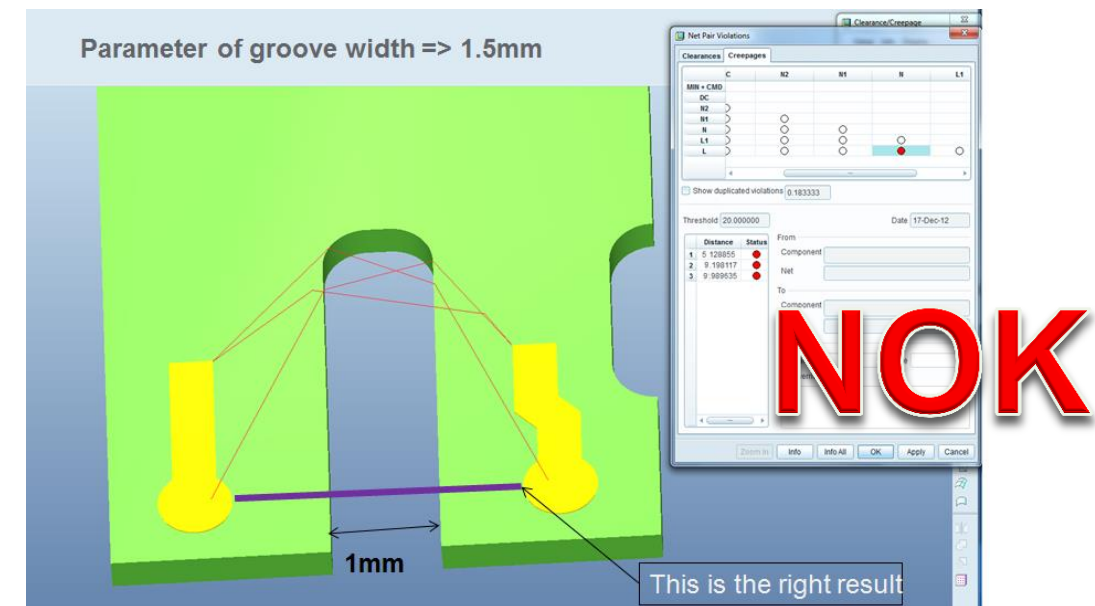 Parameter of groove width => 1.5mm
Clearance/Creepage
Net Pair Violations
Clearances Creepages
C N2 N1 N L1
MIN + CMD
DC
N2
N1
N
L1
L
Show duplicated violations 0.183333
Threshold 20.000000 Date 17-Dec-12
Distance Status
1 5.128855
2 9.198117
3 9.989635
From
Component
Net
To
Component
NOK
Zoom In Info Info All OK Apply Cancel
1mm
This is the right result